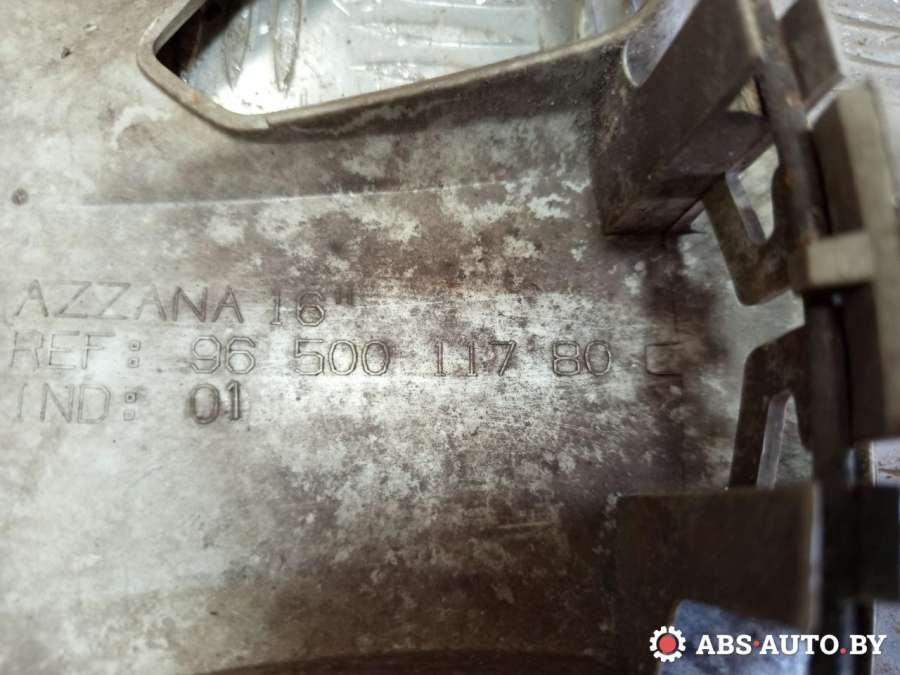 AZZANA 16"
REF: 96 500 117 80 C
IND: 01
ABS-AUTO.BY